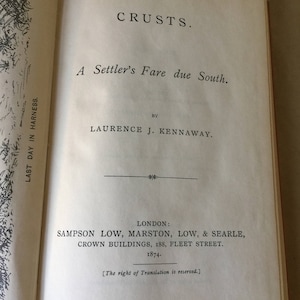 LAST DAY IN HARNESS.
CRUSTS.
A Settler's Fare due South.
BY
LAURENCE J. KENNAWAY.
LONDON:
SAMPSON LOW, MARSTON, LOW, & SEARLE,
CROWN BUILDINGS, 188, FLEET STREET.
1874.
[The right of Translation is reserved.]